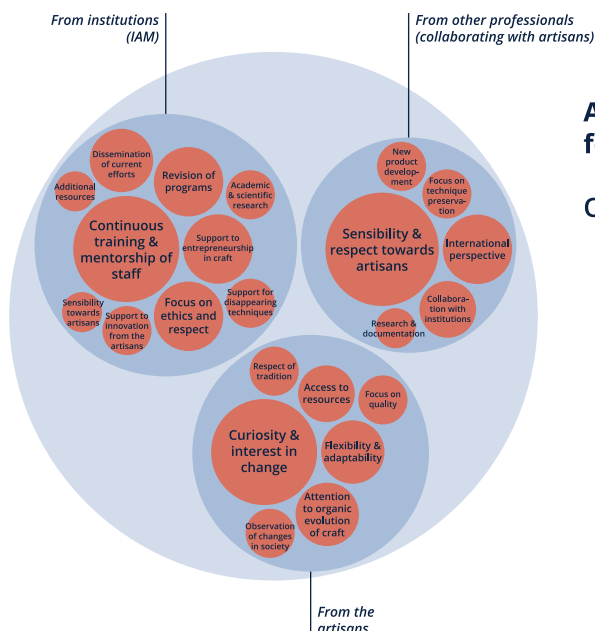 From institutions
(IAM)
From other professionals
(collaborating with artisans)
Dissemination
of current
efforts
Additional
resources
Revision of
programs
Academic
& scientific
research
Continuous
training &
mentorship of
staff
Support to
entrepreneurship
in craft
Sensibility
towards
artisans
Support to
innovation
from the
artisans
Focus on
ethics and
respect
Support for
disappearing
techniques
New
product
develop-
ment
Focus on
technique
preserva-
tion
Sensibility &
respect towards
artisans
International
perspective
Collabora-
tion with
institutions
Research &
documentation
Respect of
tradition
Access to
resources
Focus on
quality
Curiosity &
interest in
change
Flexibility &
adaptability
Attention
to organic
evolution
of craft
Observation
of changes
in society
From the
artisans